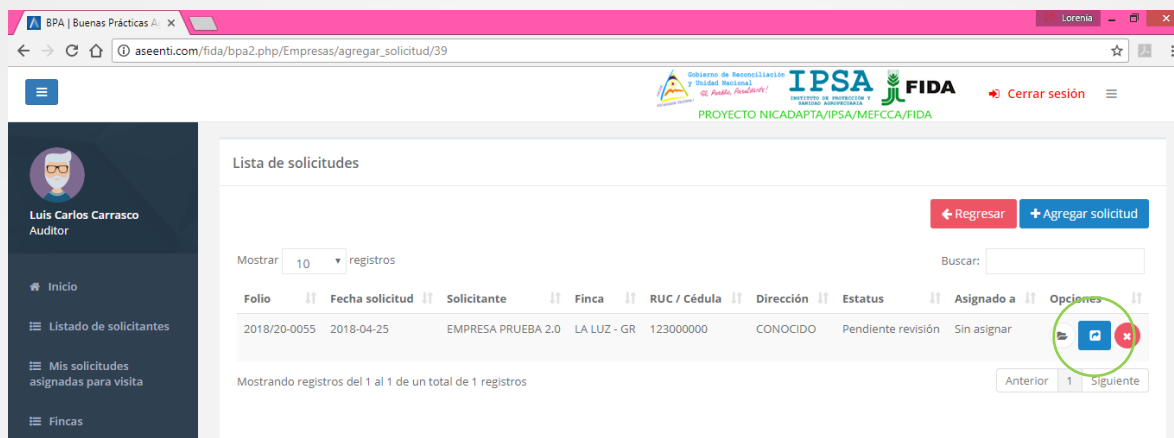 BPA | Buenas Prácticas A
Lorenia
aseenti.com/fida/bpa2.php/Empresas/agregar_solicitud/39
Gobierno de Reconciliación
y Unidad Nacional
El Pueblo, Presidente!
IPSA
INSTITUTO DE PROTECCIÓN Y
SANIDAD AGROPECUARIA
FIDA
PROYECTO NICADAPTA/IPSA/MEFCCA/FIDA
Cerrar sesión
Luis Carlos Carrasco
Auditor
Inicio
Listado de solicitantes
Mis solicitudes
asignadas para visita
Fincas
Lista de solicitudes
Regresar
Agregar solicitud
Mostrar 10 registros
Buscar:
Folio Fecha solicitud Solicitante Finca RUC / Cédula Dirección Estatus Asignado a Opciones
2018/20-0055 2018-04-25 EMPRESA PRUEBA 2.0 LA LUZ - GR 123000000 CONOCIDO Pendiente revisión Sin asignar
Mostrando registros del 1 al 1 de un total de 1 registros
Anterior 1 Siguiente